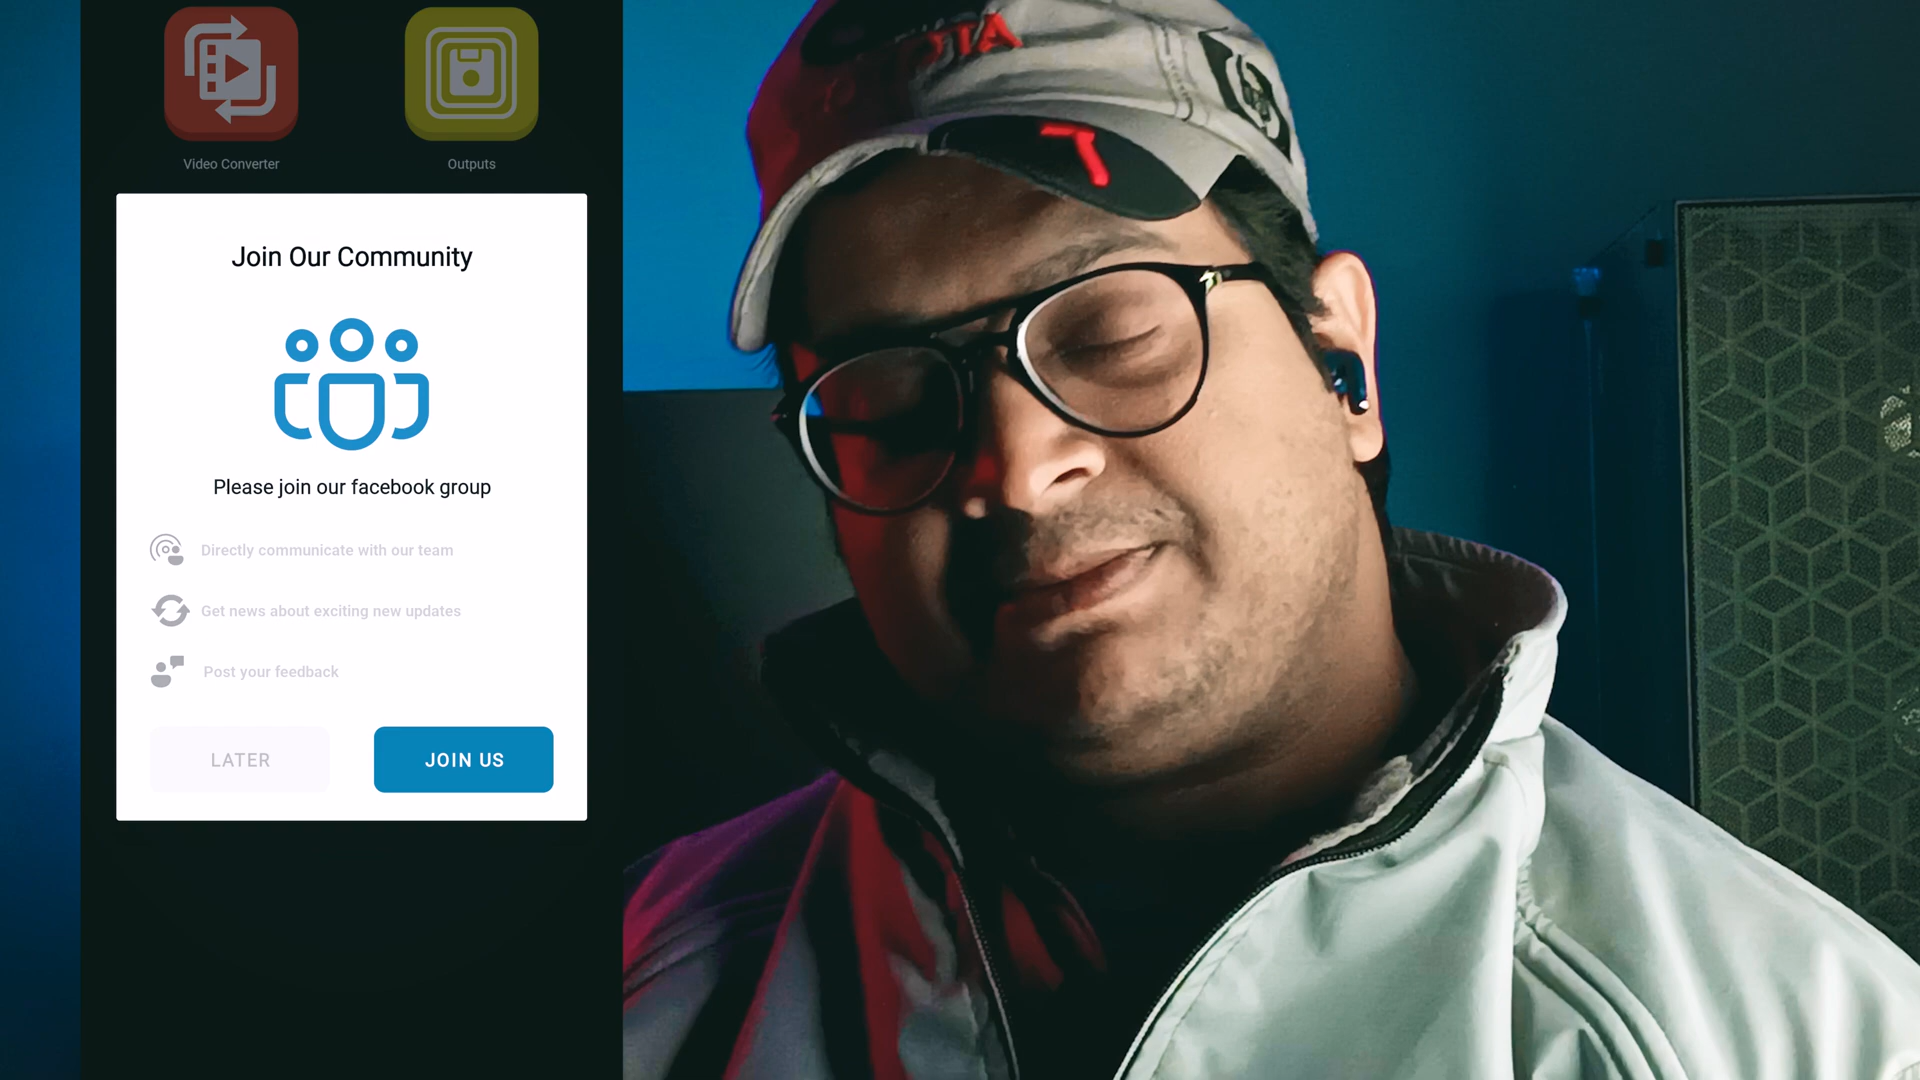 Video Converter
Outputs
Join Our Community
Please join our facebook group
Directly communicate with our team
Get news about exciting new updates
Post your feedback
LATER
JOIN US